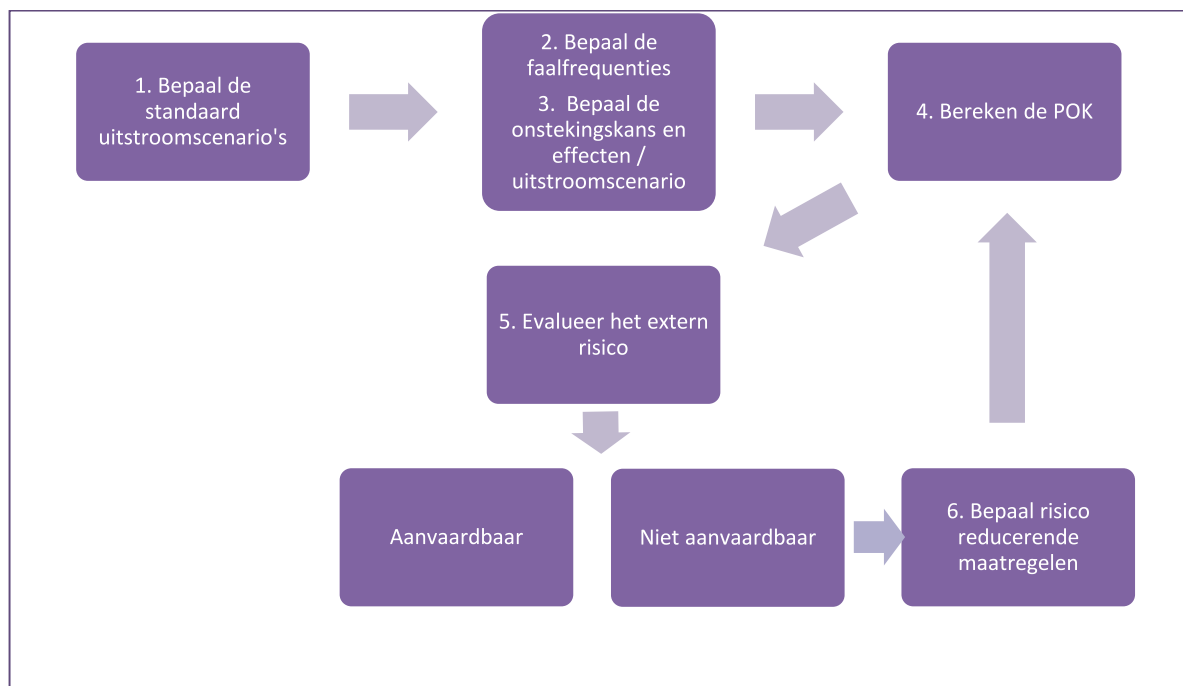 1. Bepaal de
standaard
uitstroomscenario's
2. Bepaal de
faalfrequenties
3. Bepaal de
onstekingskans en
effecten /
uitstroomscenario
4. Bereken de POK
5. Evalueer het extern
risico
Aanvaardbaar
Niet aanvaardbaar
6. Bepaal risico
reducerende
maatregelen